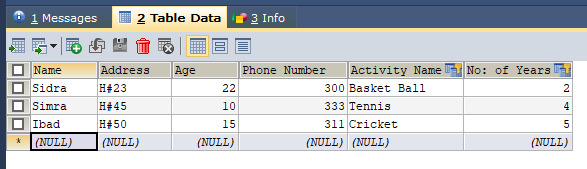 1 Messages 2 Table Data 3 Info
Name Address Age Phone Number Activity Name No: of Years
Sidra H#23 22 300 Basket Ball 2
Simra H#45 10 333 Tennis 4
Ibad H#50 15 311 Cricket 5
* (NULL) (NULL) (NULL) (NULL) (NULL) (NULL)